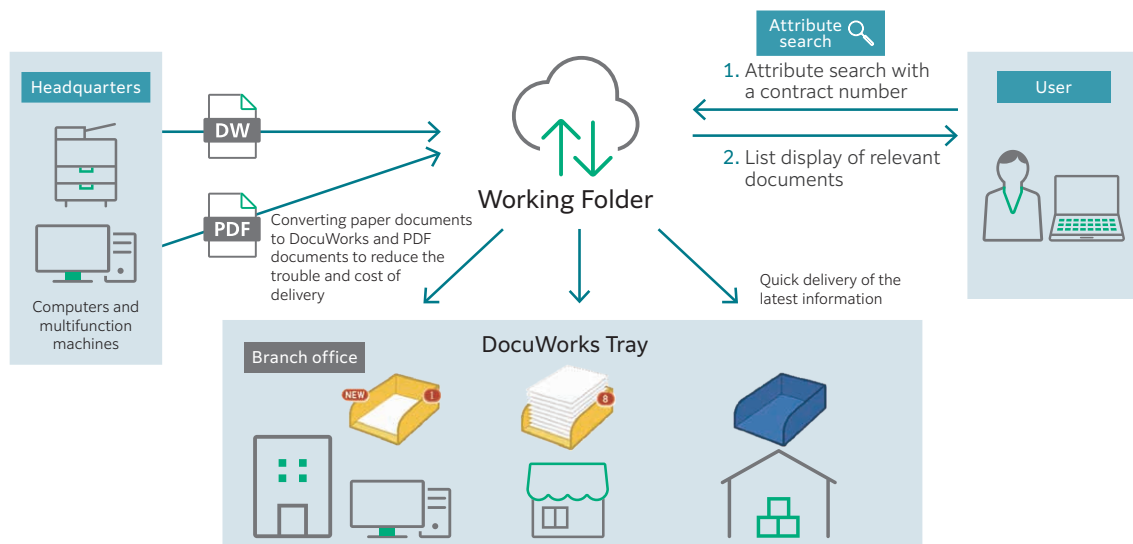 Headquarters
DW
PDF
Computers and
multifunction
machines
Converting paper documents
to DocuWorks and PDF
documents to reduce the
trouble and cost of
delivery
Working Folder
Attribute
search
1. Attribute search with
a contract number
2. List display of relevant
documents
User
Quick delivery of the
latest information
DocuWorks Tray
Branch office
NEW
1
8